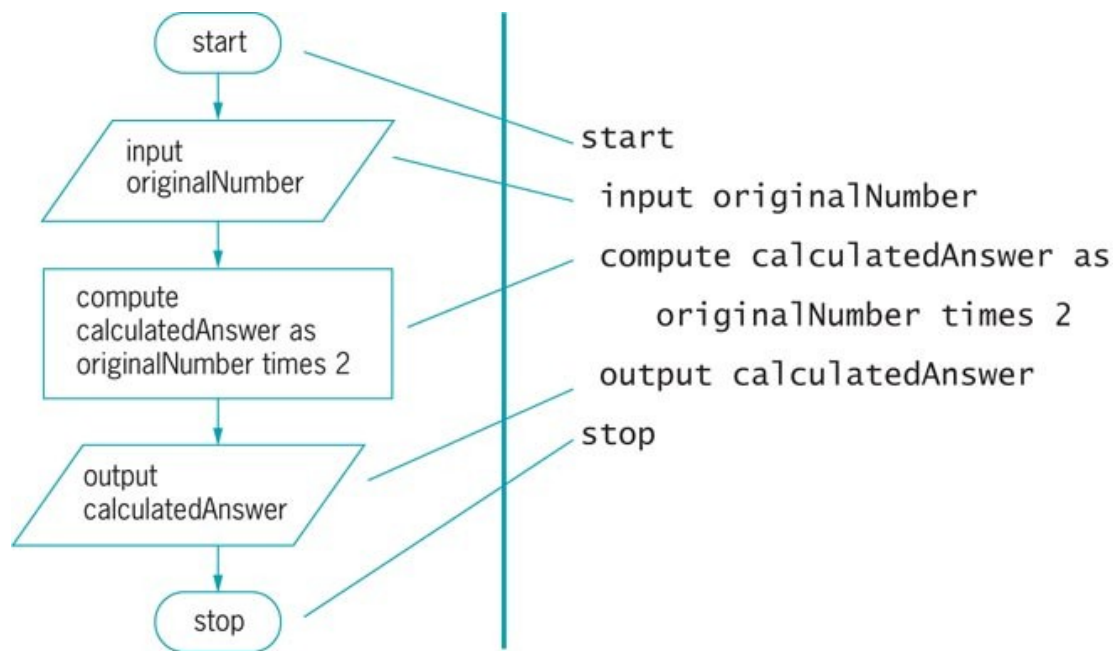 start
input
originalNumber
compute
calculatedAnswer as
originalNumber times 2
output
calculatedAnswer
stop
start
input originalNumber
compute calculatedAnswer as
originalNumber times 2
output calculatedAnswer
stop